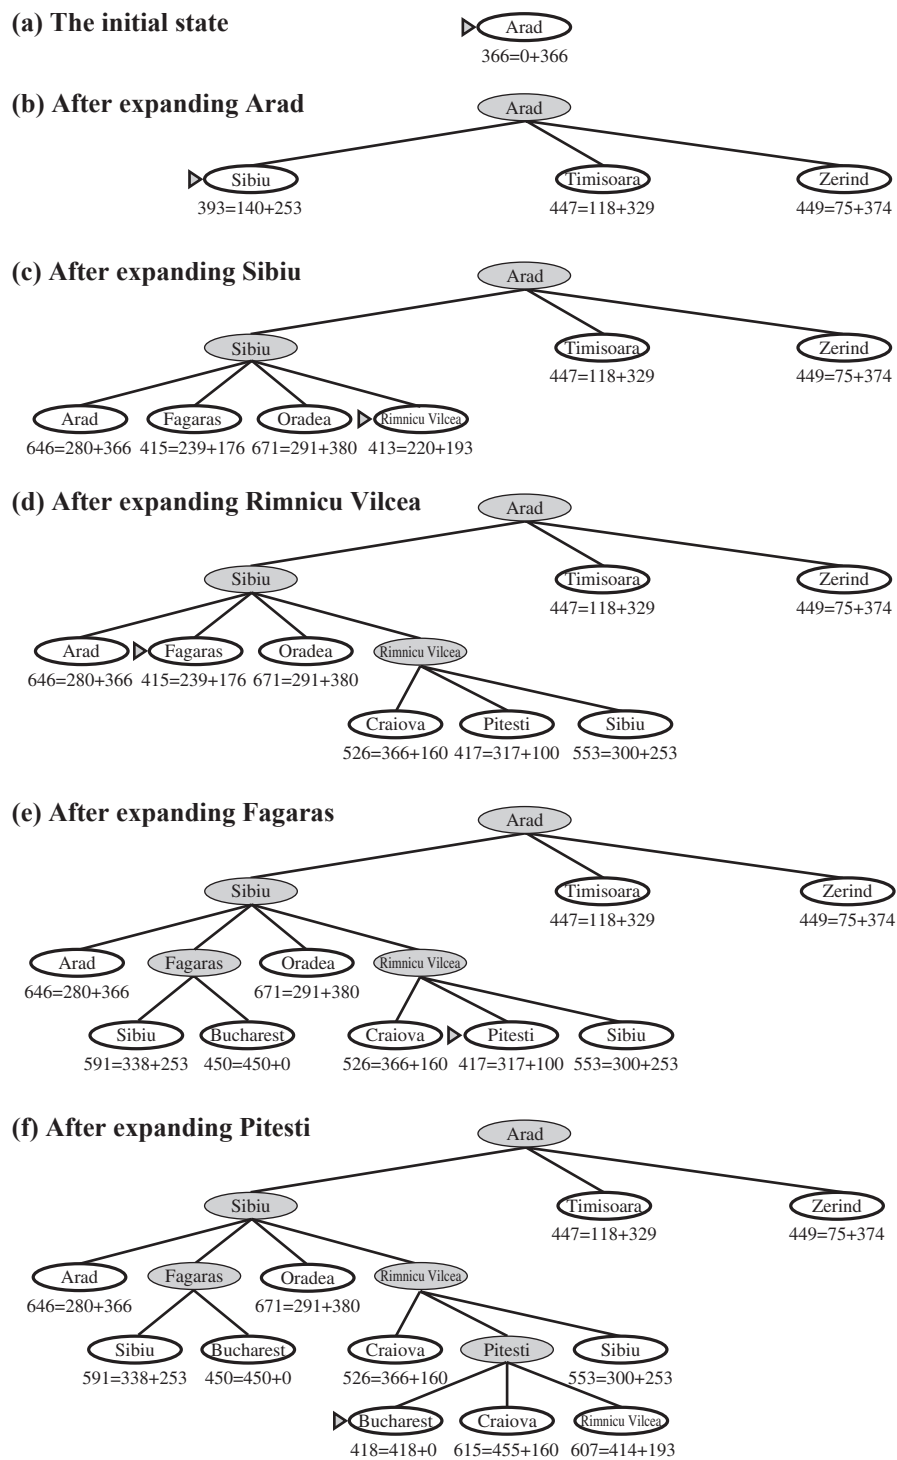 (a) The initial state
Arad
366=0+366
(b) After expanding Arad
Arad
Sibiu Timisoara Zerind
393=140+253 447=118+329 449=75+374
(c) After expanding Sibiu
Arad
Sibiu Timisoara Zerind
447=118+329 449=75+374
Arad Fagaras Oradea Rimnicu Vilcea
646=280+366 415=239+176 671=291+380 413=220+193
(d) After expanding Rimnicu Vilcea
Arad
Sibiu Timisoara Zerind
447=118+329 449=75+374
Arad Fagaras Oradea Rimnicu Vilcea
646=280+366 415=239+176 671=291+380
Craiova Pitesti Sibiu
526=366+160 417=317+100 553=300+253
(e) After expanding Fagaras
Arad
Sibiu Timisoara Zerind
447=118+329 449=75+374
Arad Fagaras Oradea Rimnicu Vilcea
646=280+366 671=291+380
Sibiu Bucharest Craiova Pitesti Sibiu
591=338+253 450=450+0 526=366+160 417=317+100 553=300+253
(f) After expanding Pitesti
Arad
Sibiu Timisoara Zerind
447=118+329 449=75+374
Arad Fagaras Oradea Rimnicu Vilcea
646=280+366 671=291+380
Sibiu Bucharest Craiova Pitesti Sibiu
591=338+253 450=450+0 526=366+160 553=300+253
Bucharest Craiova Rimnicu Vilcea
418=418+0 615=455+160 607=414+193